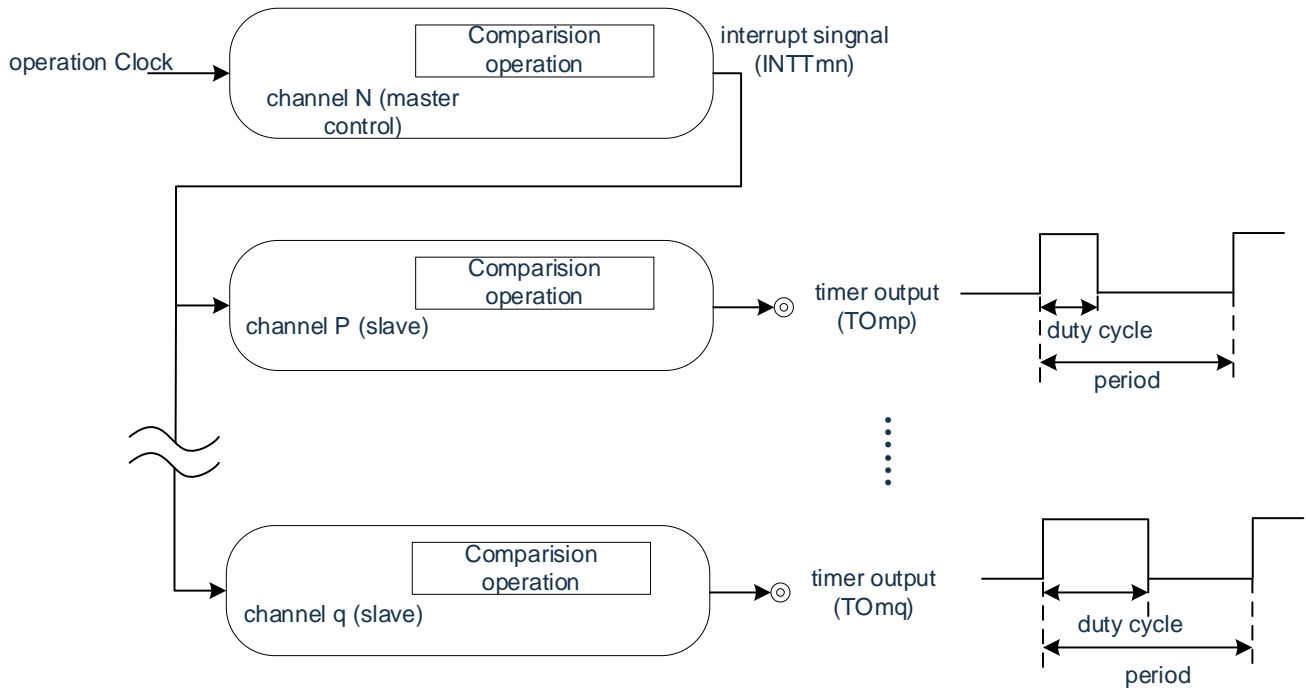 Comparision
operation
interrupt singnal
(INTTmn)
operation Clock
channel N (master
control)
Comparision
operation
channel P (slave)
timer output
(TOmp)
duty cycle
period
Comparision
operation
channel q (slave)
timer output
(TOmq)
duty cycle
period